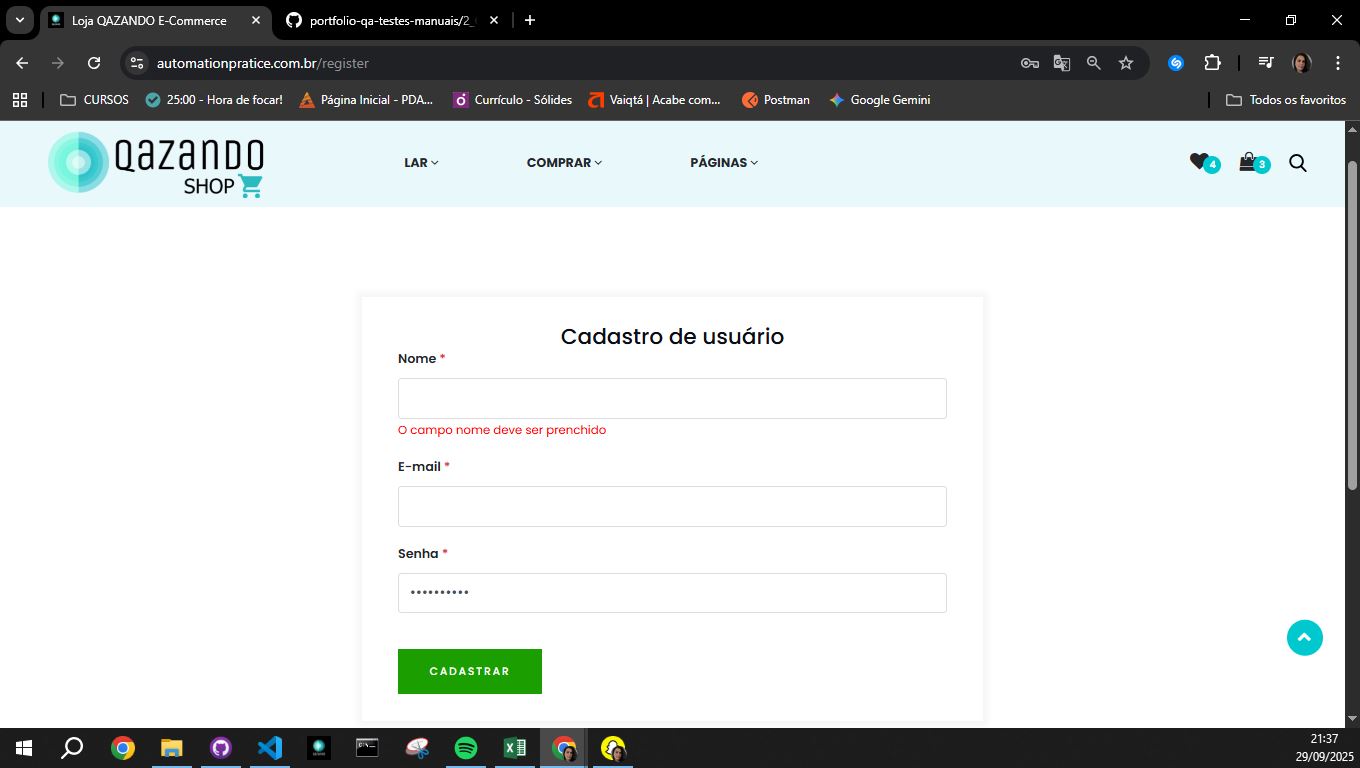 Loja QAZANDO E-Commerce
portfolio-qa-testes-manuais/2_
automationpratice.com.br/register
CURSOS
25:00 - Hora de focar!
Página Inicial - PDA...
Currículo - Sólides
Vaiqtá | Acabe com...
Postman
Google Gemini
Todos os favoritos
QAZANDO
SHOP
LAR
COMPRAR
PÁGINAS
4
3
Cadastro de usuário
Nome *
O campo nome deve ser prenchido
E-mail *
Senha *
CADASTRAR
21:37
29/09/2025